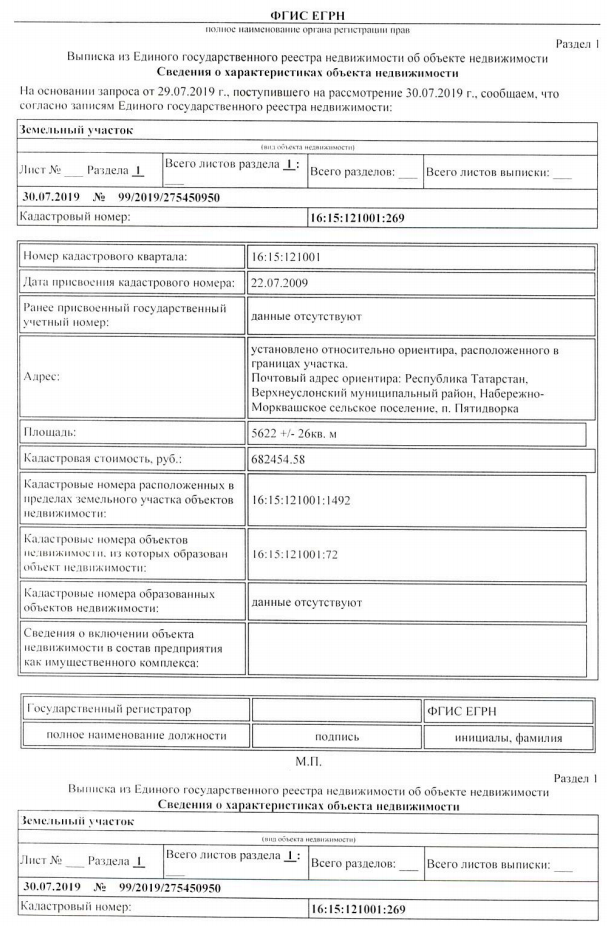 ФГИС ЕГРН
полное наименование органа регистрации прав
Раздел 1
Выписка из Единого государственного реестра недвижимости об объекте недвижимости
Сведения о характеристиках объекта недвижимости
На основании запроса от 29.07.2019 г., поступившего на рассмотрение 30.07.2019 г., сообщаем, что
согласно записям Единого государственного реестра недвижимости:
Земельный участок
(вид объекта недвижимости)
Лист № ___ Раздела 1 Всего листов раздела 1 : ___ Всего разделов: ___ Всего листов выписки: ___
30.07.2019 № 99/2019/275450950
Кадастровый номер: 16:15:121001:269
Номер кадастрового квартала: 16:15:121001
Дата присвоения кадастрового номера: 22.07.2009
Ранее присвоенный государственный
учетный номер: данные отсутствуют
Адрес: установлено относительно ориентира, расположенного в
границах участка.
Почтовый адрес ориентира: Республика Татарстан,
Верхнеуслонский муниципальный район, Набережно-
Морквашское сельское поселение, п. Пятидворка
Площадь: 5622 +/- 26кв. м
Кадастровая стоимость, руб.: 682454.58
Кадастровые номера расположенных в
пределах земельного участка объектов
недвижимости: 16:15:121001:1492
Кадастровые номера объектов
недвижимости, из которых образован
объект недвижимости: 16:15:121001:72
Кадастровые номера образованных
объектов недвижимости: данные отсутствуют
Сведения о включении объекта
недвижимости в состав предприятия
как имущественного комплекса:
Государственный регистратор ФГИС ЕГРН
полное наименование должности подпись инициалы, фамилия
М.П.
Раздел 1
Выписка из Единого государственного реестра недвижимости об объекте недвижимости
Сведения о характеристиках объекта недвижимости
Земельный участок
(вид объекта недвижимости)
Лист № ___ Раздела 1 Всего листов раздела 1 : ___ Всего разделов: ___ Всего листов выписки: ___
30.07.2019 № 99/2019/275450950
Кадастровый номер: 16:15:121001:269